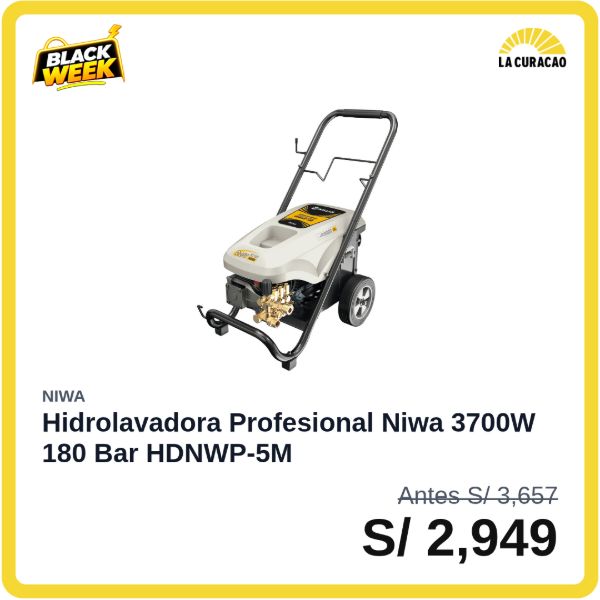 BLACK
WEEK
LA CURACAO
NIWA
Hidrolavadora Profesional Niwa 3700W
180 Bar HDNWP-5M
Antes S/ 3,657
S/ 2,949